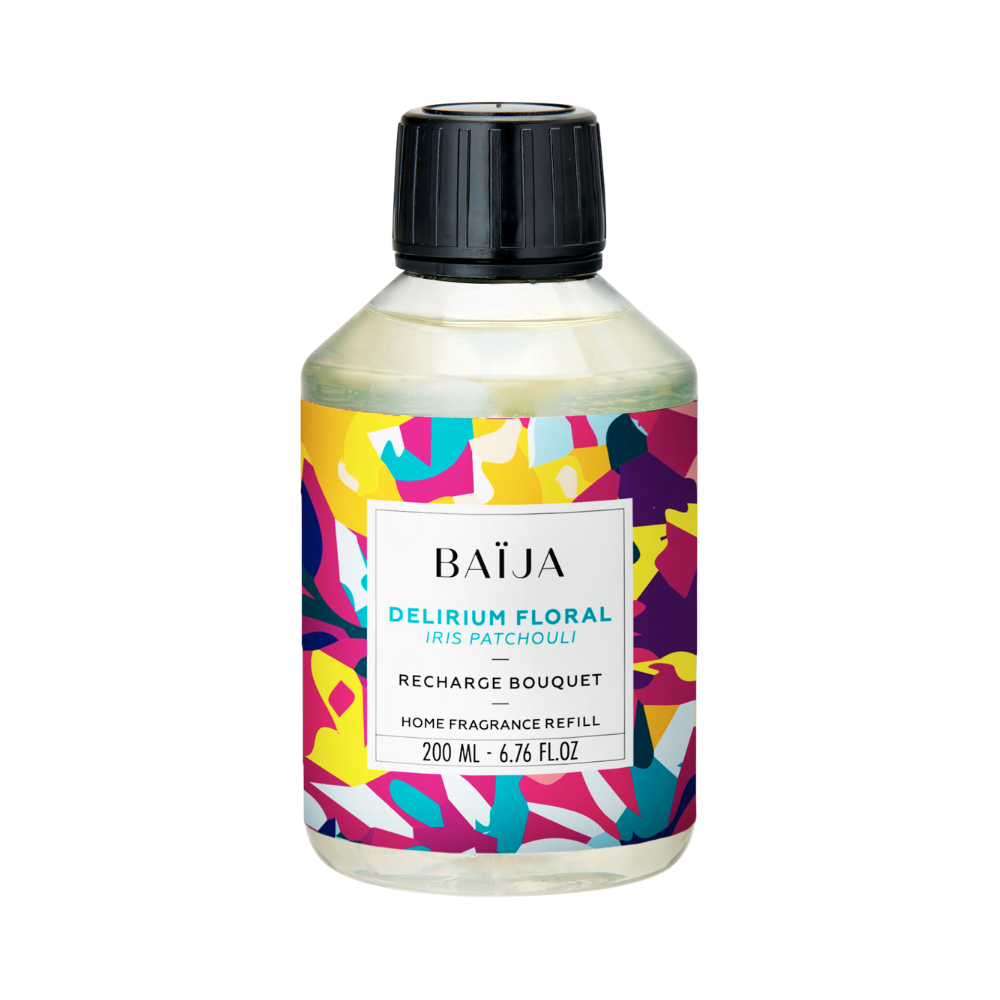 BAÏJA
DELIRIUM FLORAL
IRIS PATCHOULI
RECHARGE BOUQUET
HOME FRAGRANCE REFILL
200 ML - 6.76 FL.OZ